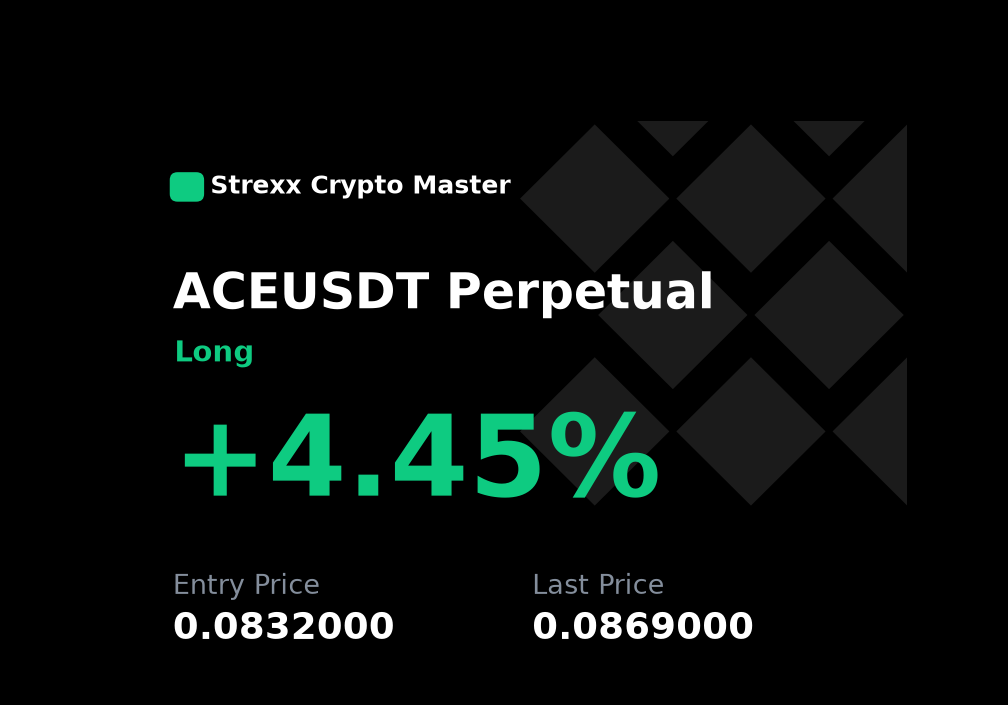 Strexx Crypto Master
ACEUSDT Perpetual
Long
+4.45%
Entry Price
Last Price
0.0832000
0.0869000